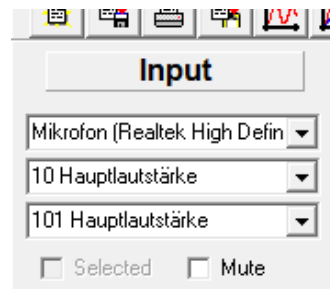 Input
Mikrofon (Realtek High Defin
10 Hauptlautstärke
101 Hauptlautstärke
Selected Mute